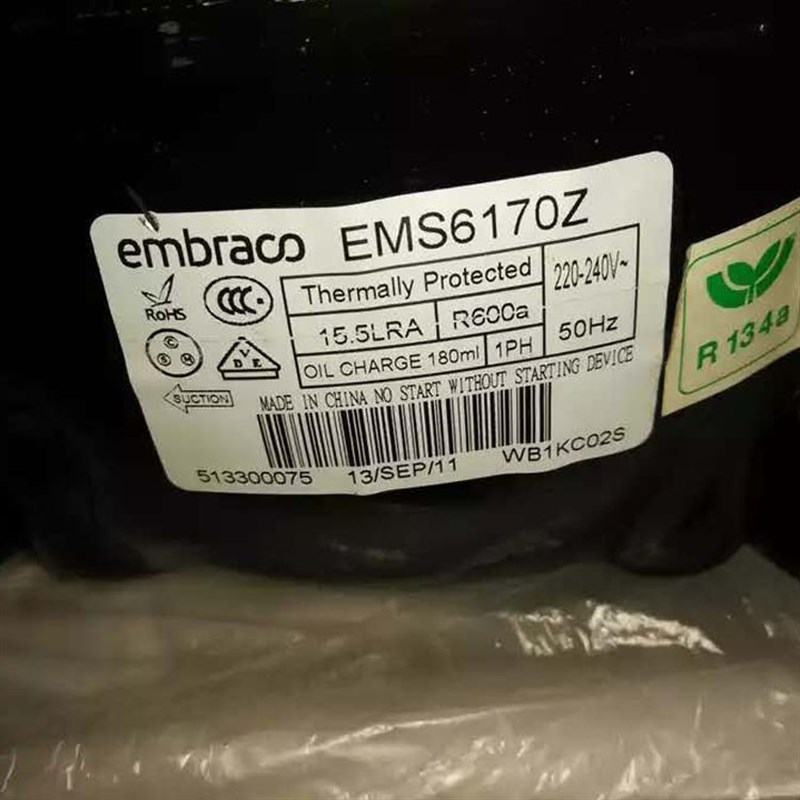 embraco EMS6170Z
RoHS
CCC
C S M
D V E
Thermally Protected
220-240V~
15.5LRA
R600a
50Hz
OIL CHARGE 180ml
1PH
SUCTION
MADE IN CHINA NO START WITHOUT STARTING DEVICE
513300075 13/SEP/11 WB1KC02S
R 134a